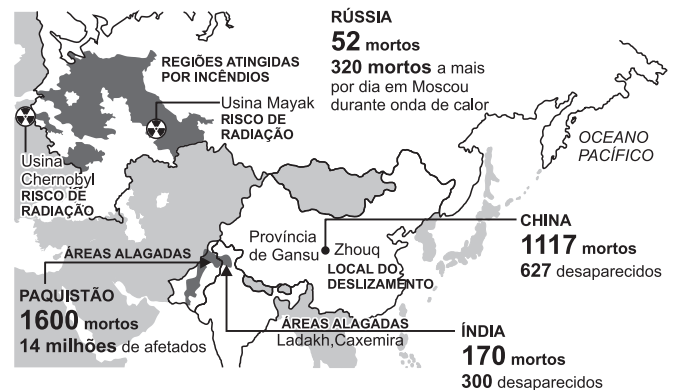 RÚSSIA
52 mortos
320 mortos a mais
por dia em Moscou
durante onda de calor
REGIÕES ATINGIDAS
POR INCÊNDIOS
Usina Mayak
RISCO DE
RADIAÇÃO
Usina
Chernobyl
RISCO DE
RADIAÇÃO
OCEANO
PACÍFICO
CHINA
1117 mortos
627 desaparecidos
Província
de Gansu
Zhouq
LOCAL DO
DESLIZAMENTO
ÁREAS ALAGADAS
PAQUISTÃO
1600 mortos
14 milhões de afetados
ÁREAS ALAGADAS
Ladakh,Caxemira
ÍNDIA
170 mortos
300 desaparecidos